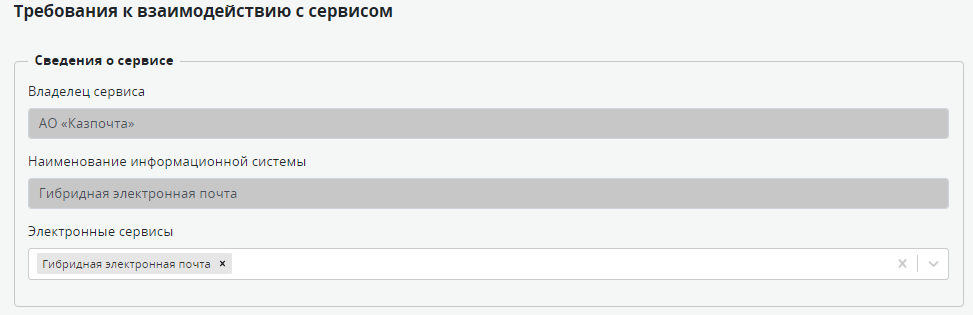 Требования к взаимодействию с сервисом
Сведения о сервисе
Владелец сервиса
АО «Казпочта»
Наименование информационной системы
Гибридная электронная почта
Электронные сервисы
Гибридная электронная почта ×